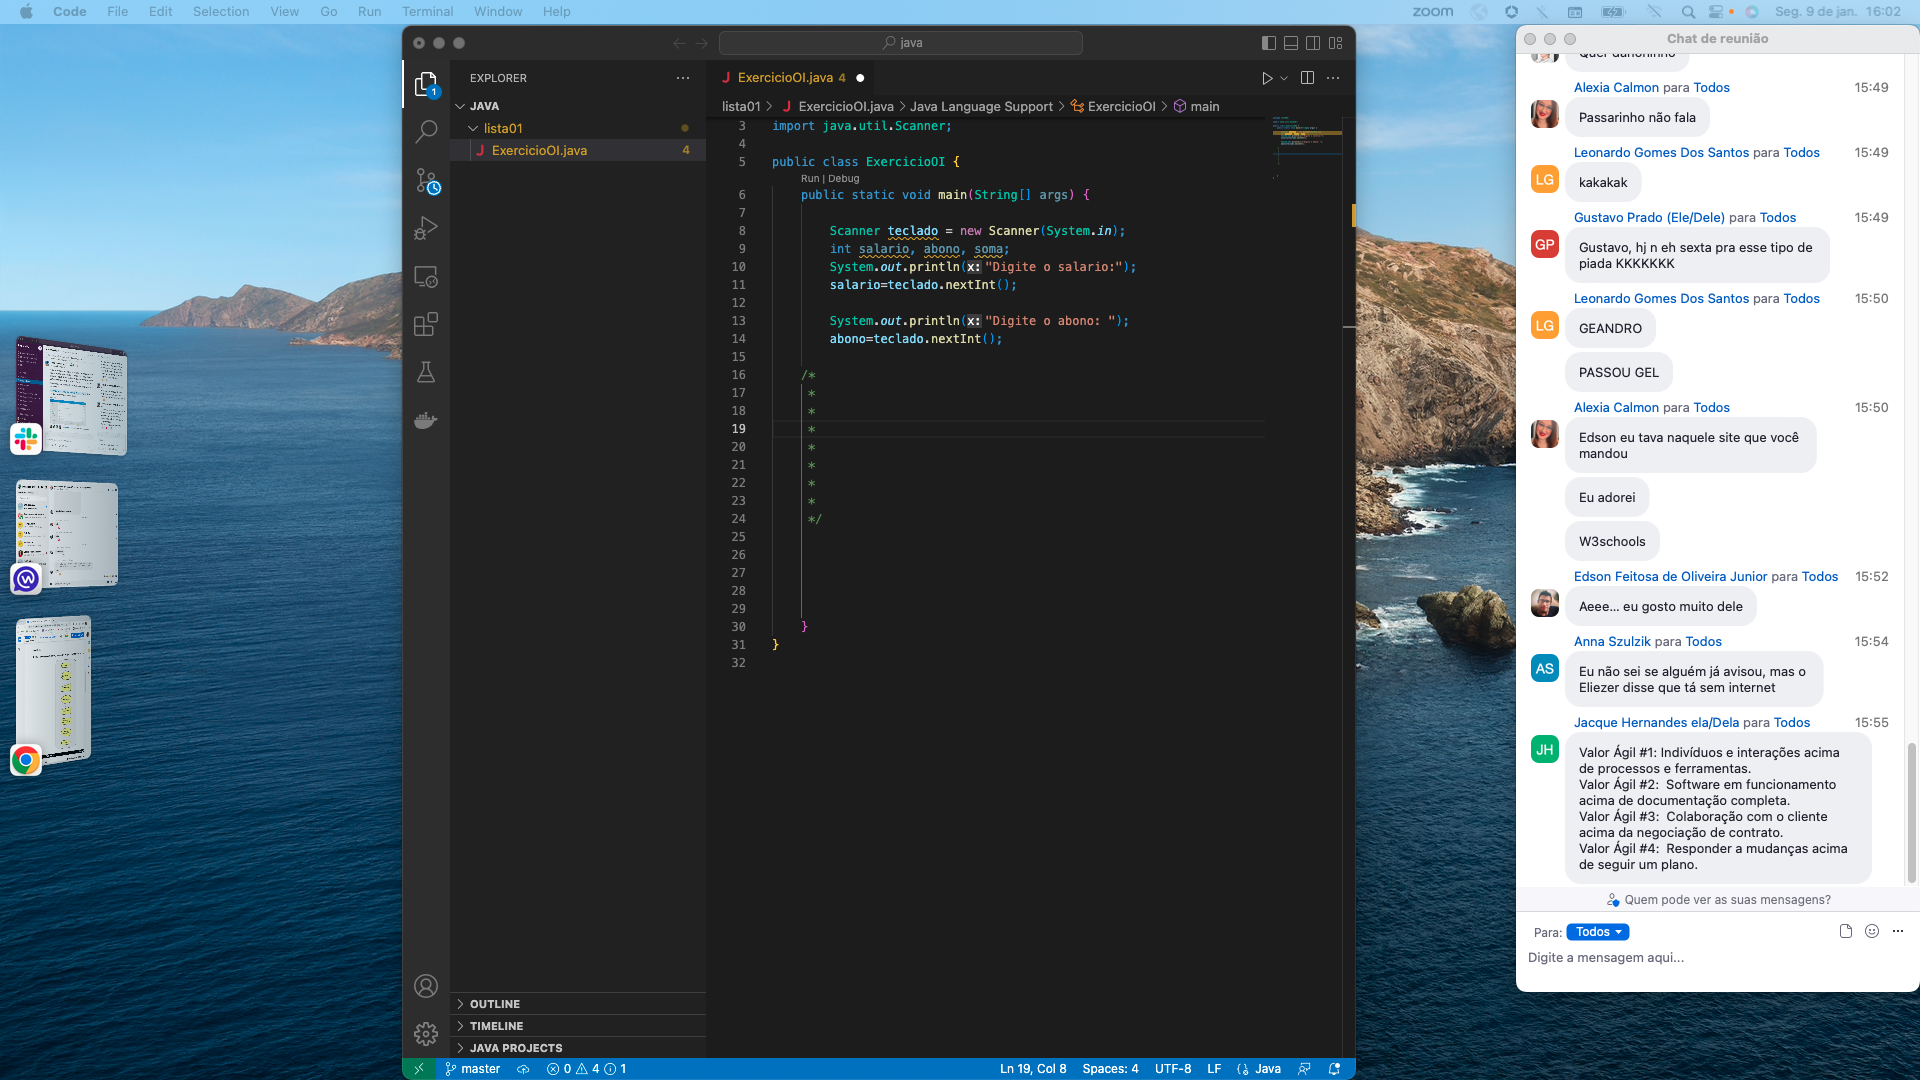 Code File Edit Selection View Go Run Terminal Window Help
zoom Seg. 9 de jan. 16:02
java
EXPLORER
JAVA
lista01
ExercicioOI.java 4
OUTLINE
TIMELINE
JAVA PROJECTS
ExercicioOI.java 4
lista01 > ExercicioOI.java > Java Language Support > ExercicioOI > main
3 import java.util.Scanner;
4
5 public class ExercicioOI {
Run | Debug
6 public static void main(String[] args) {
7
8 Scanner teclado = new Scanner(System.in);
9 int salario, abono, soma;
10 System.out.println(x:"Digite o salario:");
11 salario=teclado.nextInt();
12
13 System.out.println(x:"Digite o abono: ");
14 abono=teclado.nextInt();
15
16 /*
17 *
18 *
19 *
20 *
21 *
22 *
23 *
24 */
25
26
27
28
29
30 }
31 }
32
master 0 4 1
Ln 19, Col 8 Spaces: 4 UTF-8 LF Java
Chat de reunião
Quer danoninho
Alexia Calmon para Todos 15:49
Passarinho não fala
Leonardo Gomes Dos Santos para Todos 15:49
LG
kakakak
Gustavo Prado (Ele/Dele) para Todos 15:49
GP
Gustavo, hj n eh sexta pra esse tipo de
piada KKKKKKK
Leonardo Gomes Dos Santos para Todos 15:50
LG
GEANDRO
PASSOU GEL
Alexia Calmon para Todos 15:50
Edson eu tava naquele site que você
mandou
Eu adorei
W3schools
Edson Feitosa de Oliveira Junior para Todos 15:52
Aeee... eu gosto muito dele
Anna Szulzik para Todos 15:54
AS
Eu não sei se alguém já avisou, mas o
Eliezer disse que tá sem internet
Jacque Hernandes ela/Dela para Todos 15:55
JH
Valor Ágil #1: Indivíduos e interações acima
de processos e ferramentas.
Valor Ágil #2: Software em funcionamento
acima de documentação completa.
Valor Ágil #3: Colaboração com o cliente
acima da negociação de contrato.
Valor Ágil #4: Responder a mudanças acima
de seguir um plano.
Quem pode ver as suas mensagens?
Para: Todos
Digite a mensagem aqui...